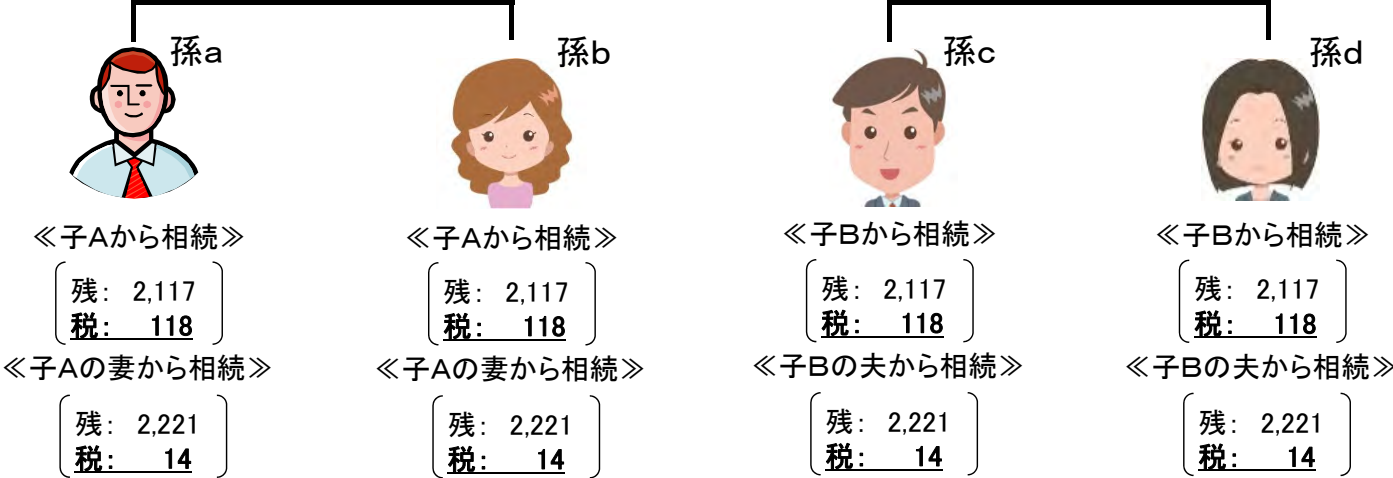 孫a
孫b
孫c
孫d
≪子Aから相続≫
残: 2,117
税: 118
≪子Aの妻から相続≫
残: 2,221
税: 14
≪子Aから相続≫
残: 2,117
税: 118
≪子Aの妻から相続≫
残: 2,221
税: 14
≪子Bから相続≫
残: 2,117
税: 118
≪子Bの夫から相続≫
残: 2,221
税: 14
≪子Bから相続≫
残: 2,117
税: 118
≪子Bの夫から相続≫
残: 2,221
税: 14